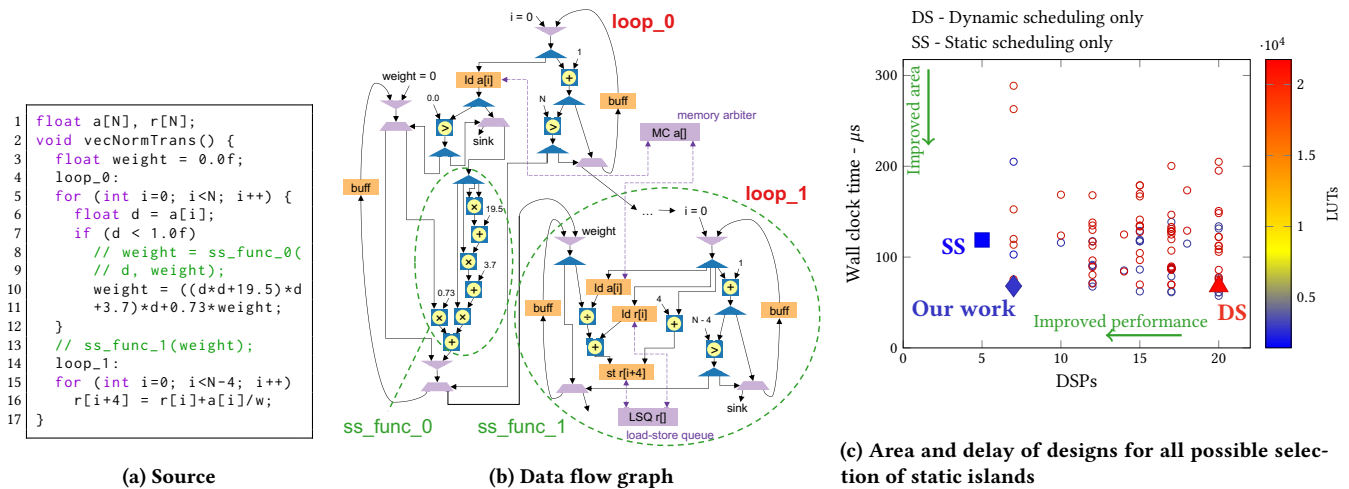 1 float a[N], r[N];
2 void vecNormTrans() {
3 float weight = 0.0f;
4 loop_0:
5 for (int i=0; i<N; i++) {
6 float d = a[i];
7 if (d < 1.0f)
8 // weight = ss_func_0(
9 // d, weight);
10 weight = ((d*d+19.5)*d
11 +3.7)*d+0.73*weight;
12 }
13 // ss_func_1(weight);
14 loop_1:
15 for (int i=0; i<N-4; i++)
16 r[i+4] = r[i]+a[i]/w;
17 }
(a) Source
i = 0
loop_0
1
+
weight = 0
ld a[i]
buff
0.0
>
N
>
sink
memory arbiter
MC a[]
buff
×
19.5
+
×
3.7
+
0.73
×
×
+
loop_1
...
i = 0
weight
1
ld a[i]
+
buff
÷
ld r[i]
4
+
buff
N - 4
+
>
st r[i+4]
sink
LSQ r[]
load-store queue
ss_func_0
ss_func_1
(b) Data flow graph
DS - Dynamic scheduling only
SS - Static scheduling only
·10⁴
Wall clock time - μs
300
200
100
0
Improved area
SS
Our work
DS
Improved performance
0
5
10
15
20
DSPs
2
1.5
1
0.5
LUTs
(c) Area and delay of designs for all possible selec-
tion of static islands